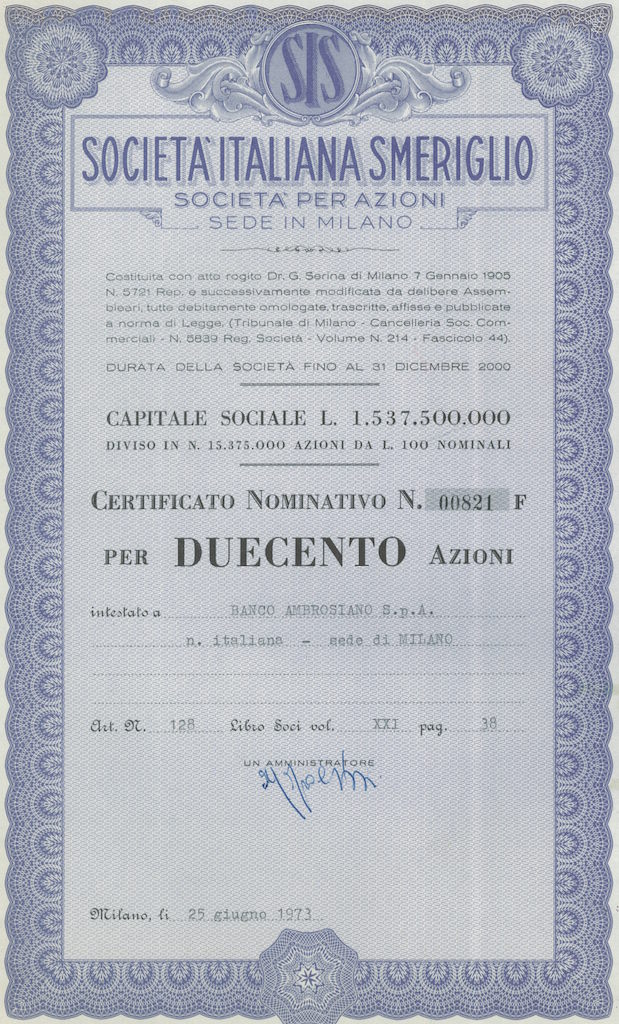 SIS
SOCIETÀ ITALIANA SMERIGLIO
SOCIETÀ PER AZIONI
SEDE IN MILANO
Costituita con atto rogito Dr. G. Serina di Milano 7 Gennaio 1905
N. 5721 Rep. e successivamente modificata da delibere Assem-
bleari, tutte debitamente omologate, trascritte, affisse e pubblicate
a norma di Legge. (Tribunale di Milano - Cancelleria Soc. Com-
merciali - N. 5839 Reg. Società - Volume N. 214 - Fascicolo 44).
DURATA DELLA SOCIETÀ FINO AL 31 DICEMBRE 2000
CAPITALE SOCIALE L. 1.537.500.000
DIVISO IN N. 15.375.000 AZIONI DA L. 100 NOMINALI
CERTIFICATO NOMINATIVO N. 00821 F
PER DUECENTO AZIONI
intestato a BANCO AMBROSIANO S.p.A.
n. italiana - sede di MILANO
Art. N. 128 Libro Soci vol. XXI pag. 38
UN AMMINISTRATORE
Milano, li 25 giugno 1973